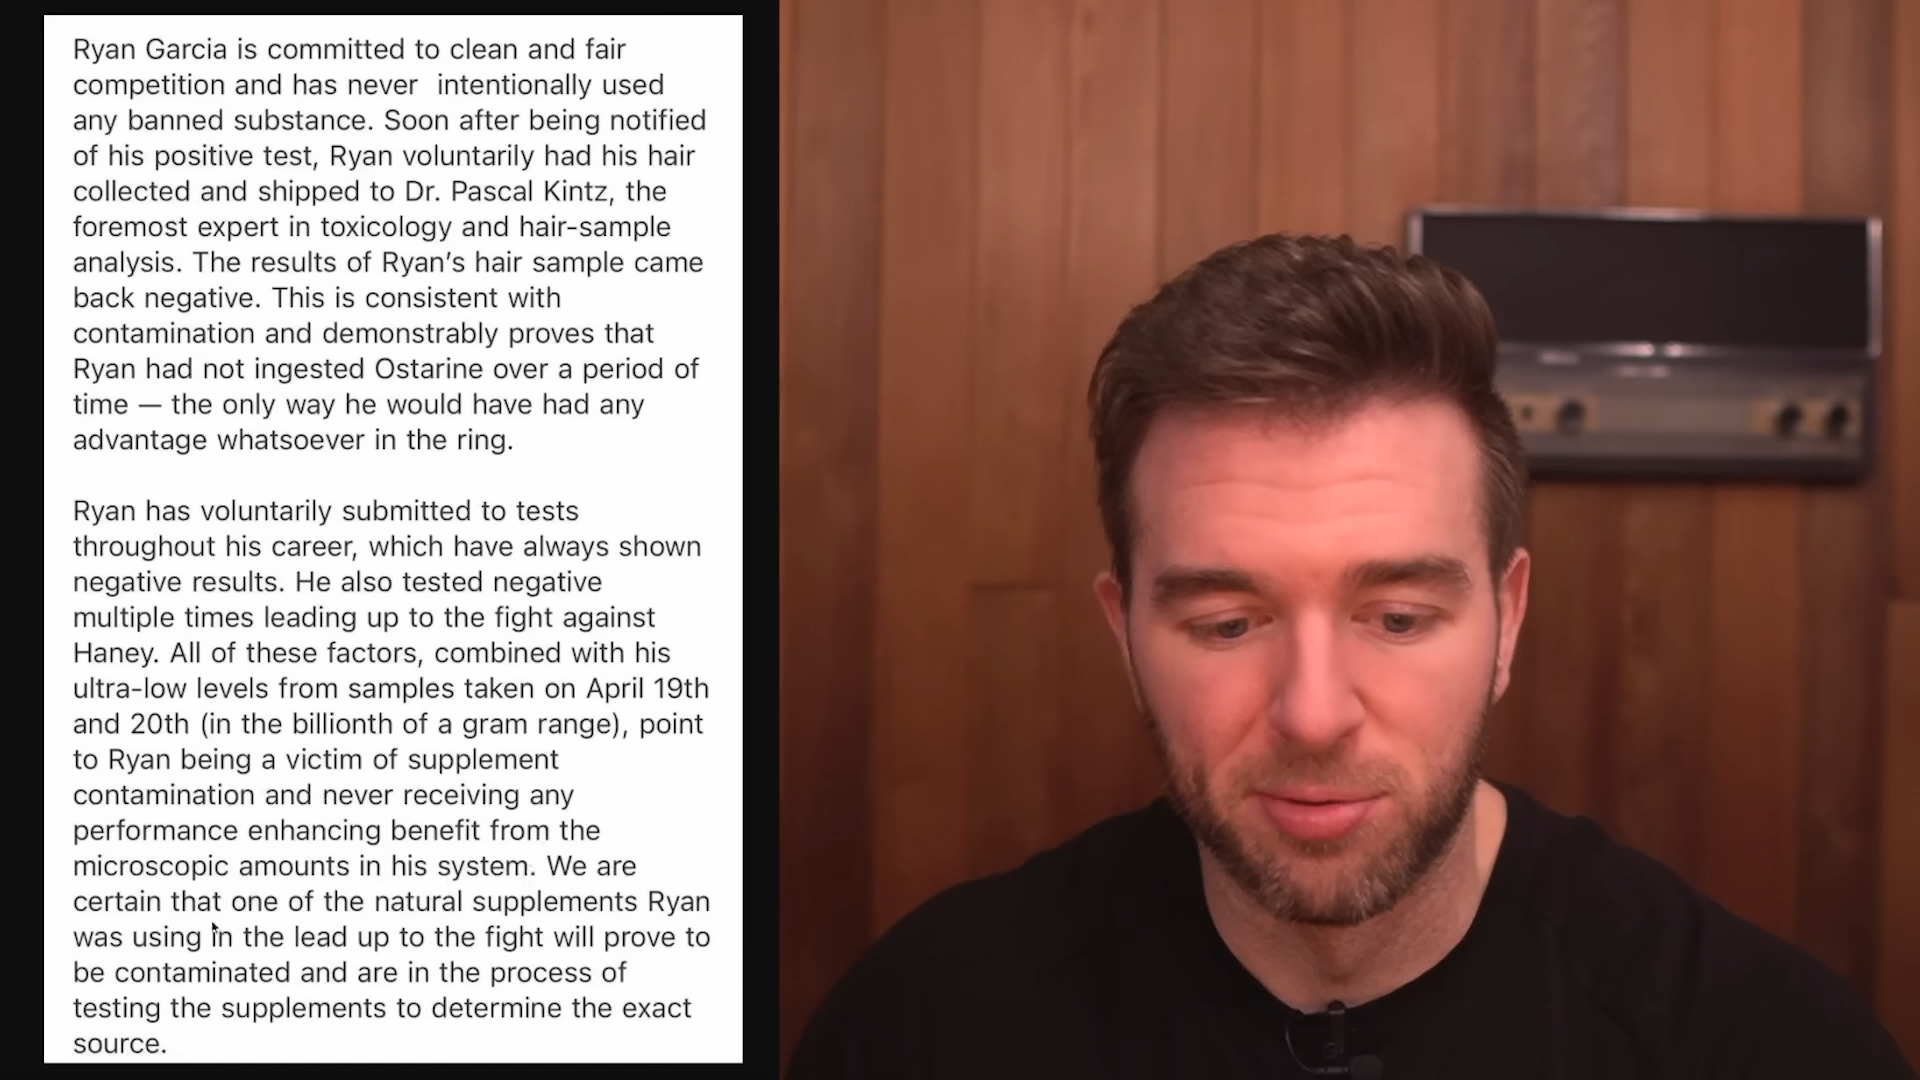 Ryan Garcia is committed to clean and fair
competition and has never  intentionally used
any banned substance. Soon after being notified
of his positive test, Ryan voluntarily had his hair
collected and shipped to Dr. Pascal Kintz, the
foremost expert in toxicology and hair-sample
analysis. The results of Ryan’s hair sample came
back negative. This is consistent with
contamination and demonstrably proves that
Ryan had not ingested Ostarine over a period of
time — the only way he would have had any
advantage whatsoever in the ring.
Ryan has voluntarily submitted to tests
throughout his career, which have always shown
negative results. He also tested negative
multiple times leading up to the fight against
Haney. All of these factors, combined with his
ultra-low levels from samples taken on April 19th
and 20th (in the billionth of a gram range), point
to Ryan being a victim of supplement
contamination and never receiving any
performance enhancing benefit from the
microscopic amounts in his system. We are
certain that one of the natural supplements Ryan
was using in the lead up to the fight will prove to
be contaminated and are in the process of
testing the supplements to determine the exact
source.